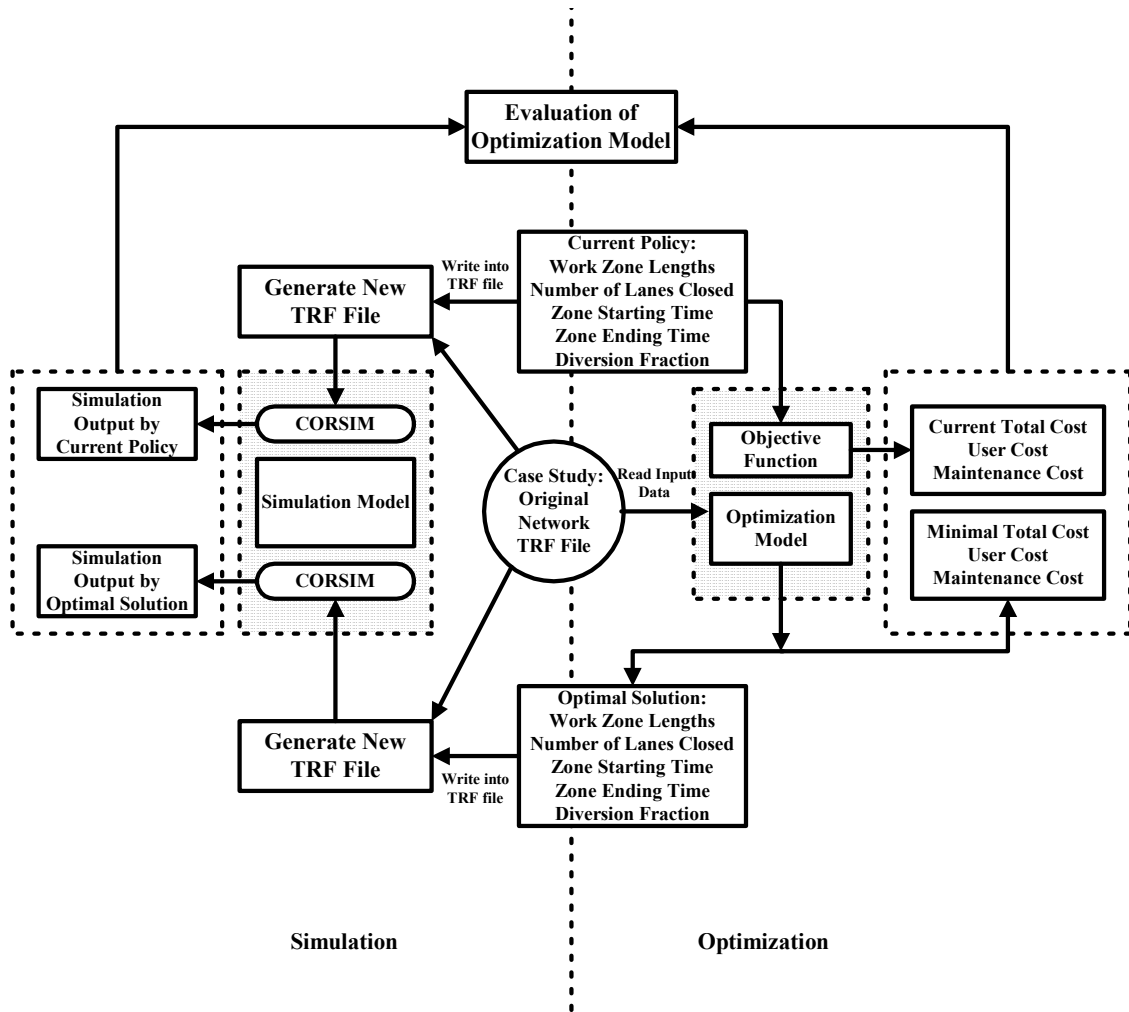 Evaluation of
Optimization Model
Current Policy:
Work Zone Lengths
Number of Lanes Closed
Zone Starting Time
Zone Ending Time
Diversion Fraction
Write into
TRF file
Generate New
TRF File
Simulation
Output by
Current Policy
CORSIM
Simulation Model
Simulation
Output by
Optimal Solution
CORSIM
Case Study:
Original
Network
TRF File
Read Input
Data
Objective
Function
Optimization
Model
Current Total Cost
User Cost
Maintenance Cost
Minimal Total Cost
User Cost
Maintenance Cost
Generate New
TRF File
Write into
TRF file
Optimal Solution:
Work Zone Lengths
Number of Lanes Closed
Zone Starting Time
Zone Ending Time
Diversion Fraction
Simulation
Optimization